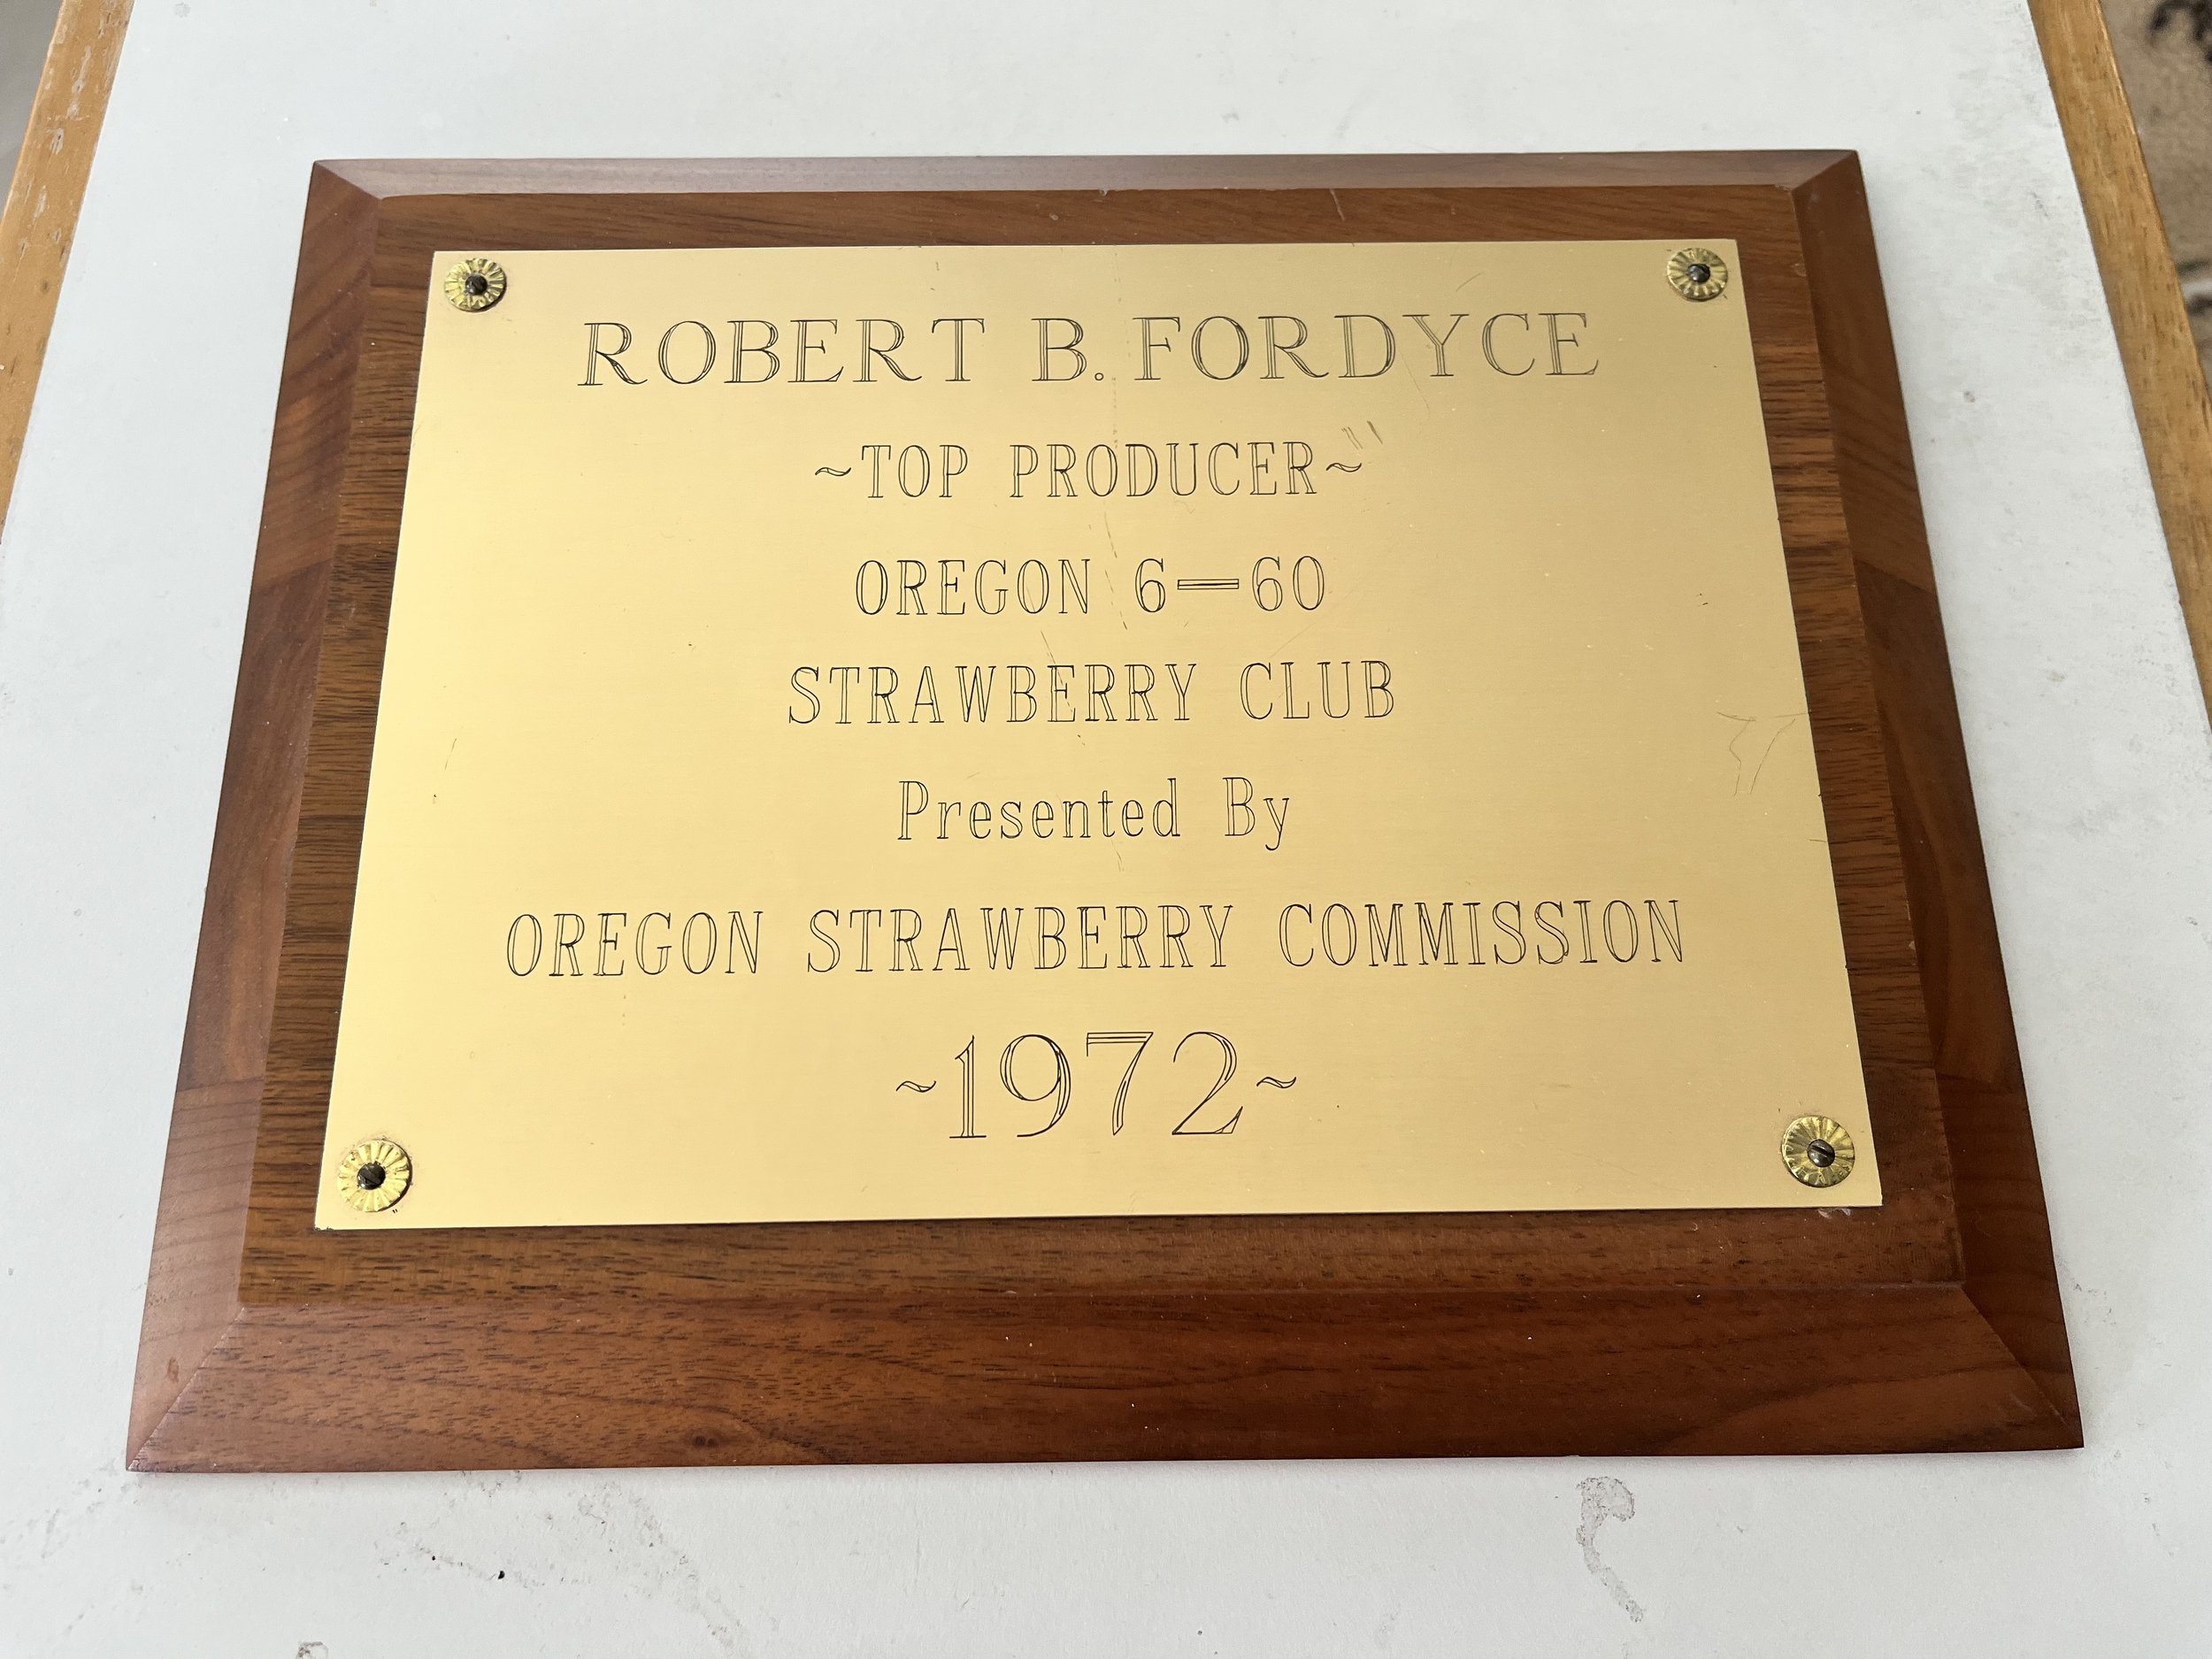 ROBERT B. FORDYCE
~TOP PRODUCER~
OREGON 6—60
STRAWBERRY CLUB
Presented By
OREGON STRAWBERRY COMMISSION
~1972~